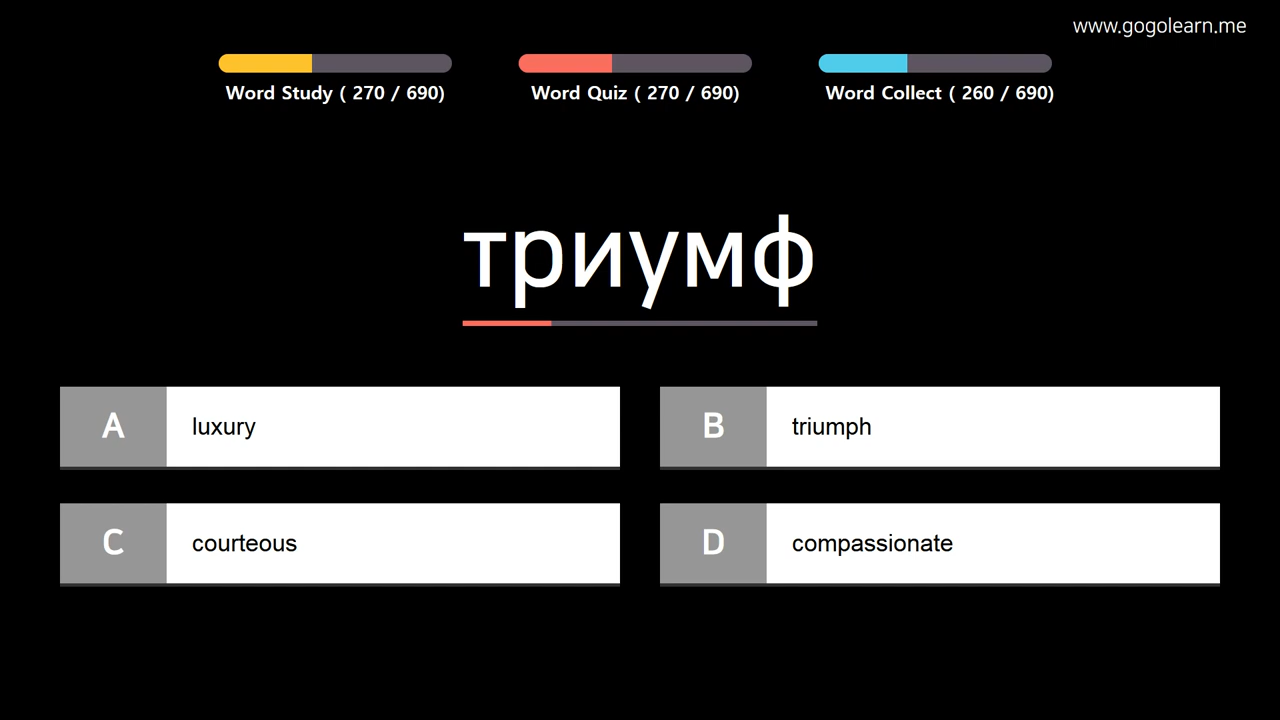 www.gogolearn.me
Word Study ( 270 / 690)
Word Quiz ( 270 / 690)
Word Collect ( 260 / 690)
триумф
A luxury
B triumph
C courteous
D compassionate